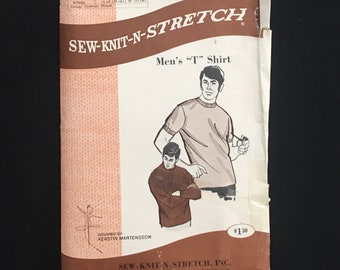 SEW-KNIT-N-STRETCH
Men's "T" Shirt
$1.50
DESIGNED BY
KERSTIN MARTENSSON
SEW-KNIT-N-STRETCH, INC.